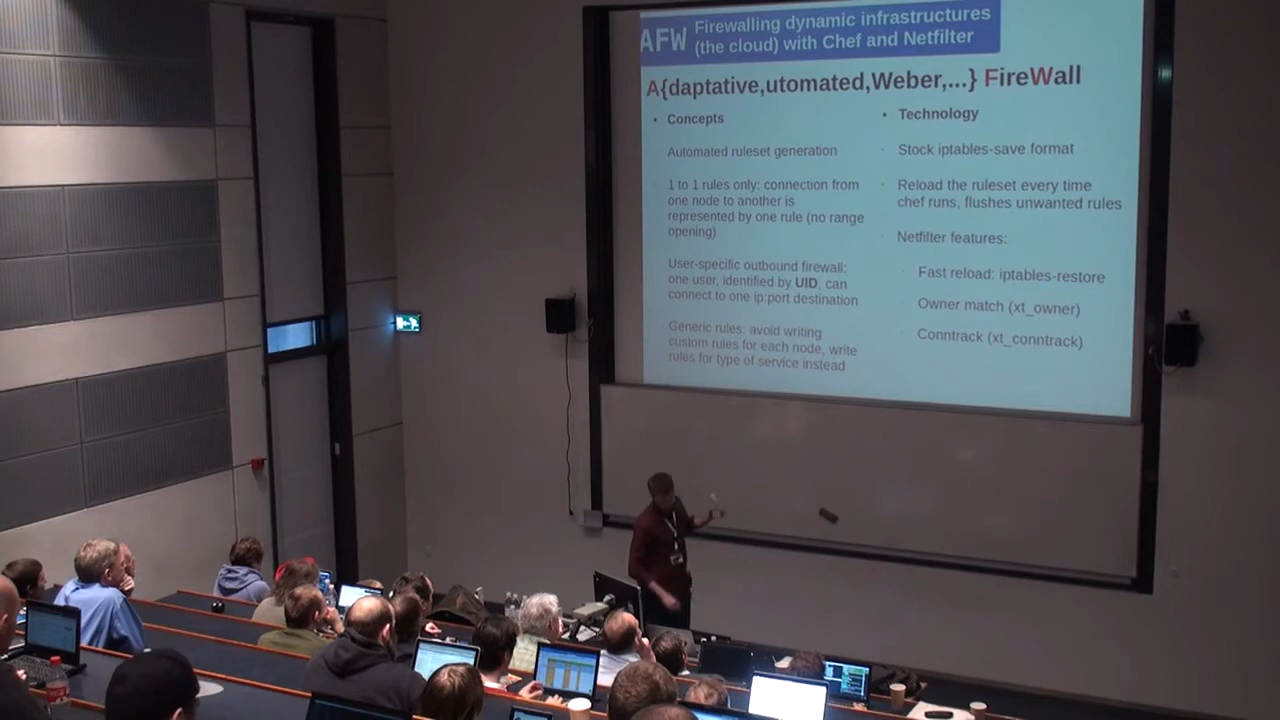 AFW
Firewalling dynamic infrastructures
(the cloud) with Chef and Netfilter
A{daptative,utomated,Weber,...} FireWall
• Concepts
Automated ruleset generation
1 to 1 rules only: connection from
one node to another is
represented by one rule (no range
opening)
User-specific outbound firewall:
one user, identified by UID, can
connect to one ip:port destination
Generic rules: avoid writing
custom rules for each node, write
rules for type of service instead
• Technology
Stock iptables-save format
Reload the ruleset every time
chef runs, flushes unwanted rules
Netfilter features:
Fast reload: iptables-restore
Owner match (xt_owner)
Conntrack (xt_conntrack)